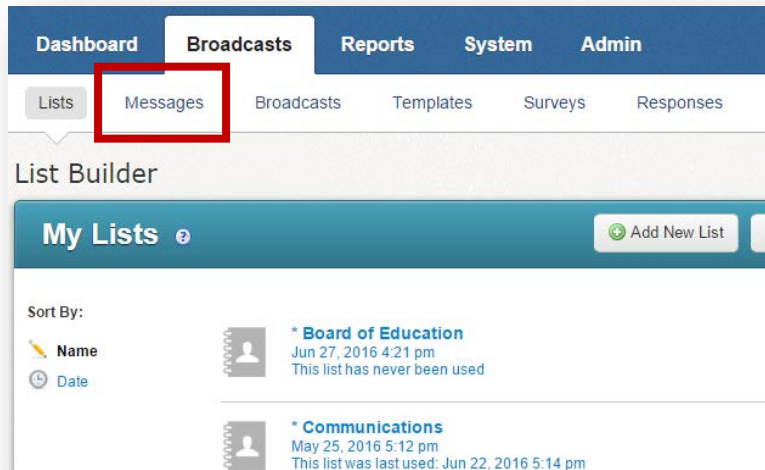 Dashboard Broadcasts Reports System Admin
Lists Messages Broadcasts Templates Surveys Responses
List Builder
My Lists ? Add New List
Sort By:
Name
Date
* Board of Education
Jun 27, 2016 4:21 pm
This list has never been used
* Communications
May 25, 2016 5:12 pm
This list was last used: Jun 22, 2016 5:14 pm